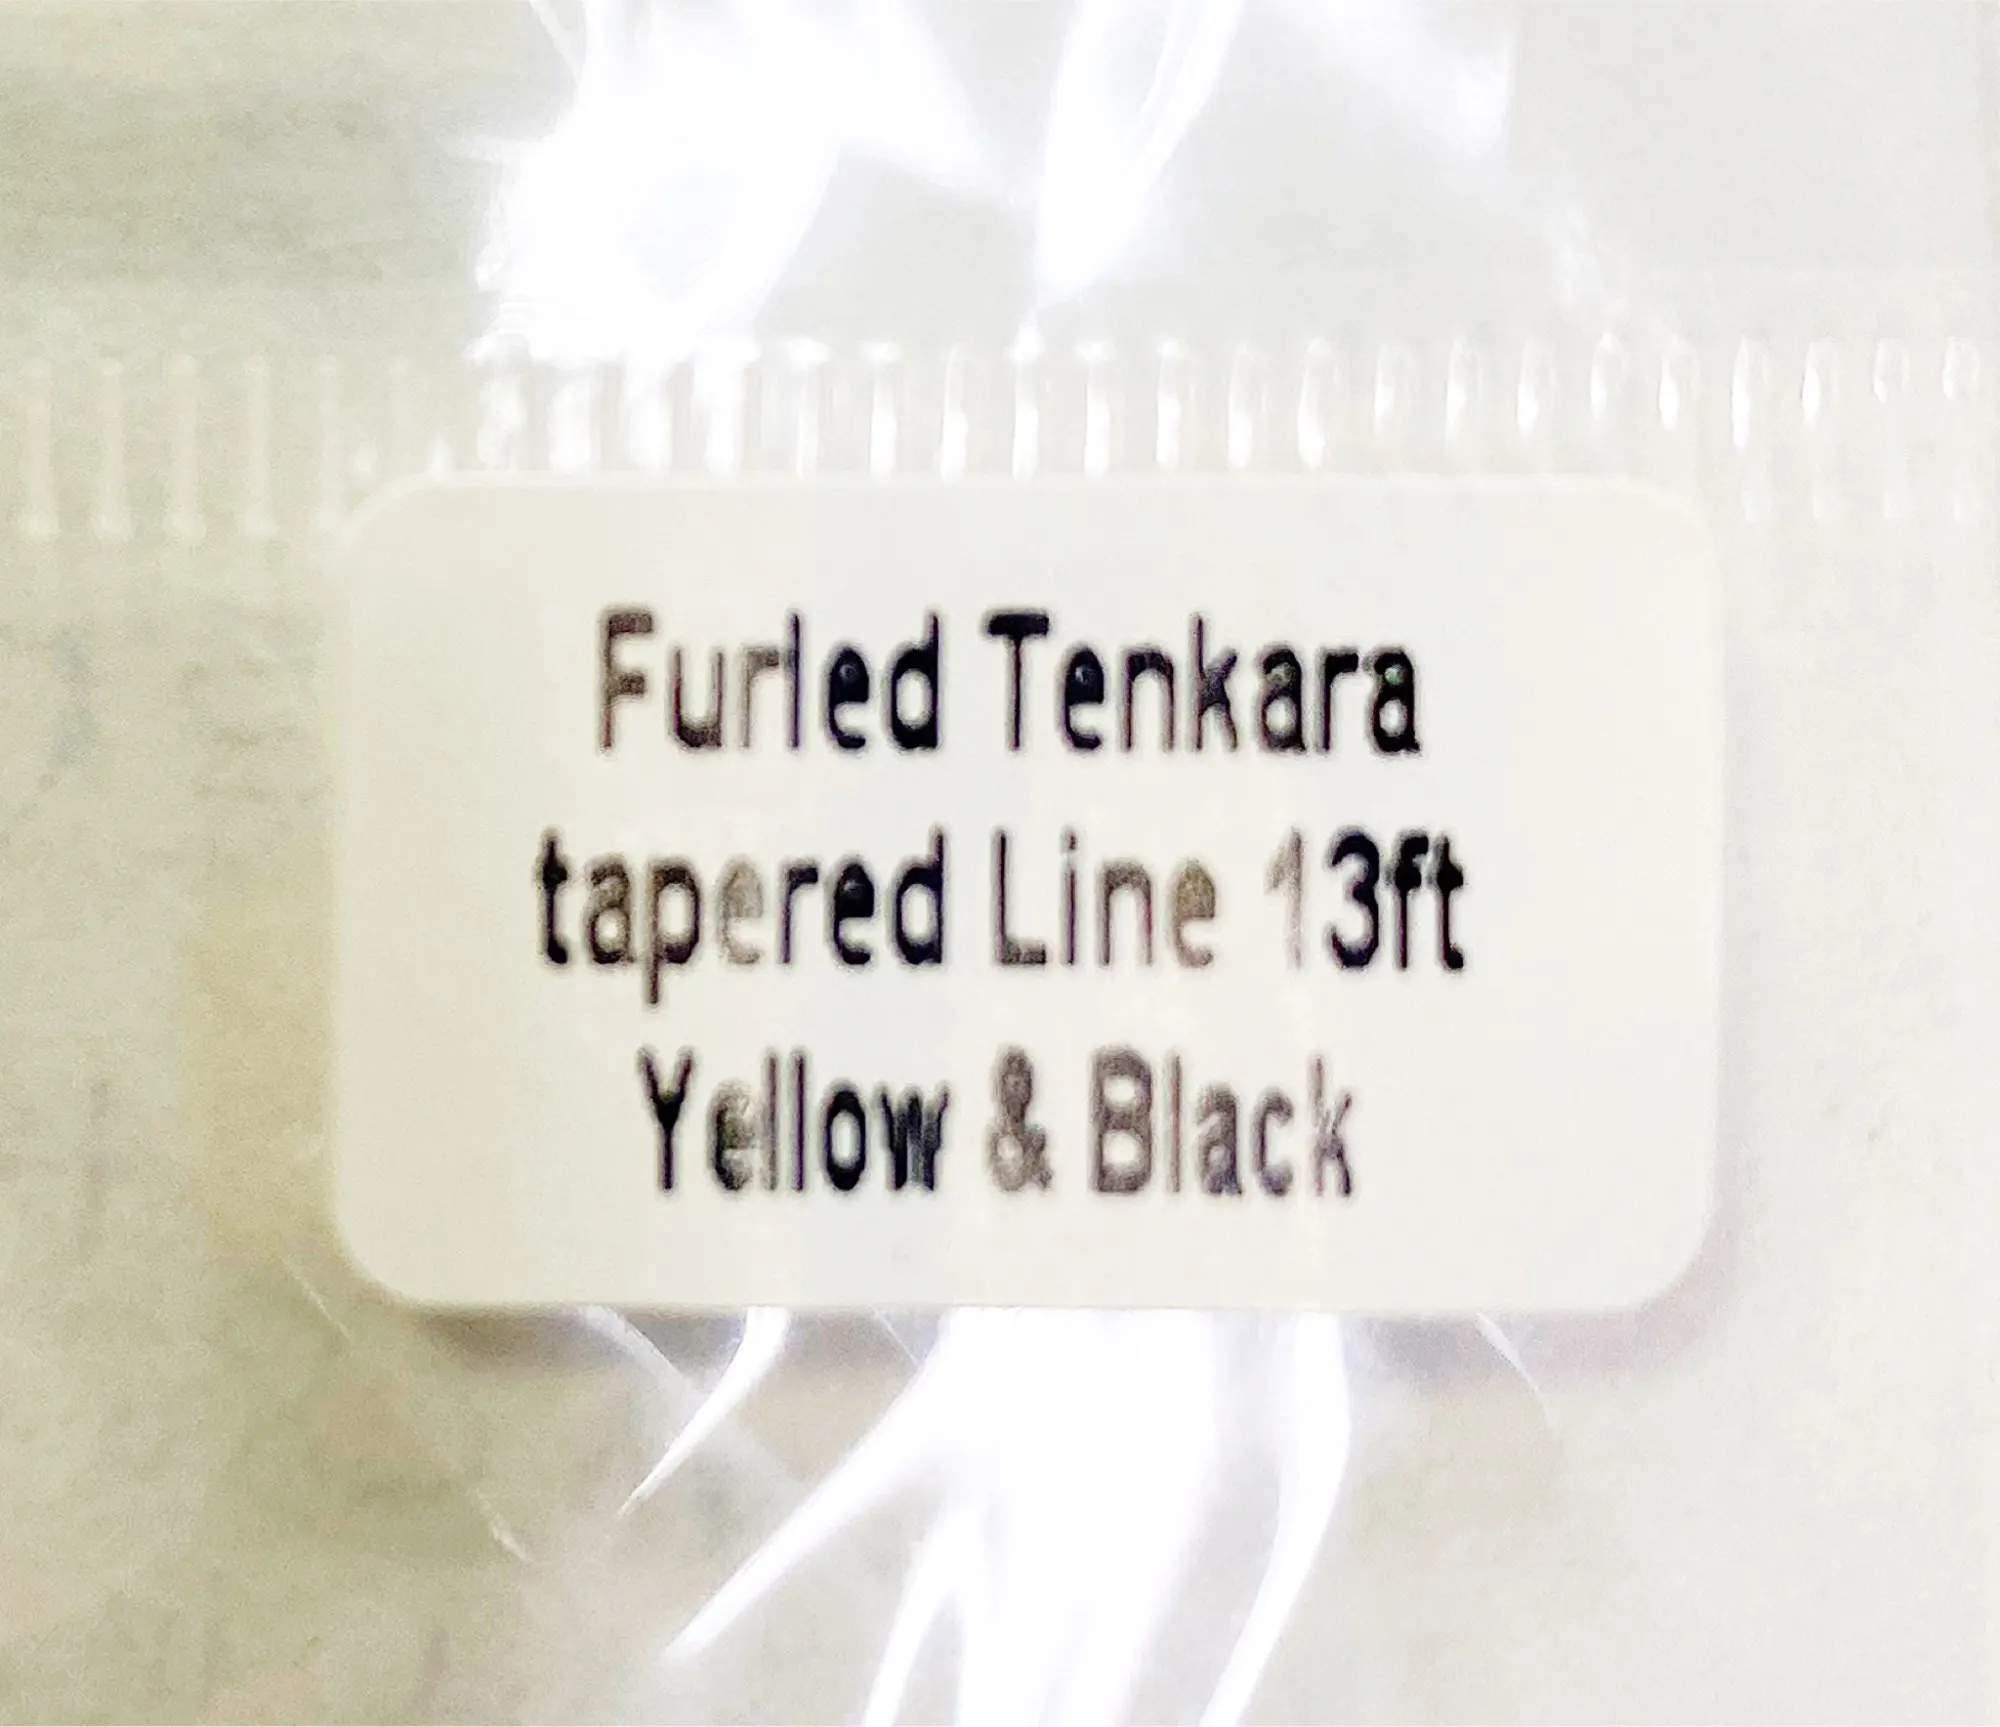 Furled Tenkara
tapered Line 13ft
Yellow & Black